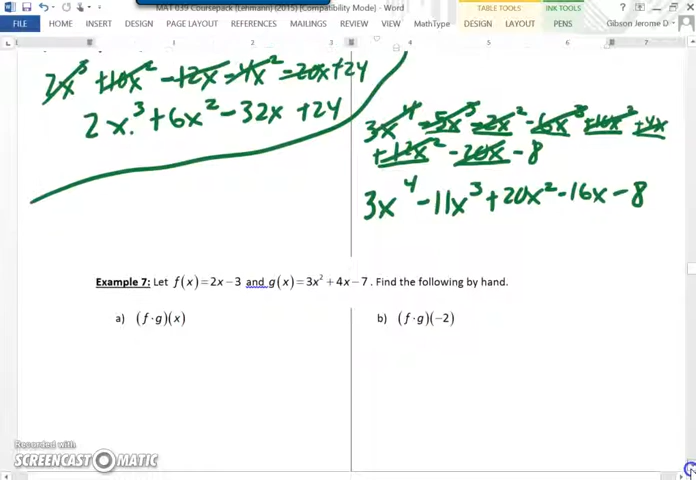 MAT 039 Coursepack (Lehmann) (2015) [Compatibility Mode] - Word
TABLE TOOLS INK TOOLS
FILE HOME INSERT DESIGN PAGE LAYOUT REFERENCES MAILINGS REVIEW VIEW MathType DESIGN LAYOUT PENS Gibson Jerome D
2x³ +10x² -12x -4x² -20x +24
2x³ +6x² -32x +24
3x⁴ -5x³ -2x² -6x³ +10x² +4x
+12x² -20x -8
3x⁴ -11x³ +20x² -16x -8
Example 7: Let f(x)=2x−3 and g(x)=3x²+4x−7. Find the following by hand.
a) (f·g)(x) b) (f·g)(−2)
Recorded with
SCREENCAST O MATIC